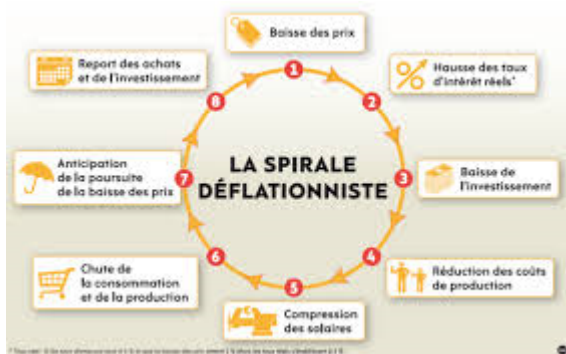 Baisse des prix
1
Hausse des taux
d'intérêt réels*
2
Baisse de
l'investissement
3
Réduction des coûts
de production
4
Compression
des salaires
5
Chute de
la consommation
et de la production
6
Anticipation
de la poursuite
de la baisse des prix
7
Report des achats
et de l'investissement
8
LA SPIRALE
DÉFLATIONNISTE